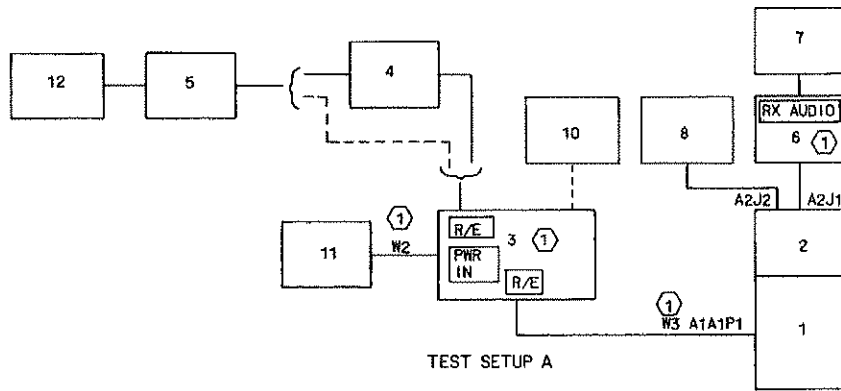 7
12
5
4
RX AUDIO
6 1
10
8
A2J2 A2J1
1
W2
11
R/E
3 1
PWR
IN
R/E
2
1
W3 A1A1P1
1
TEST SETUP A